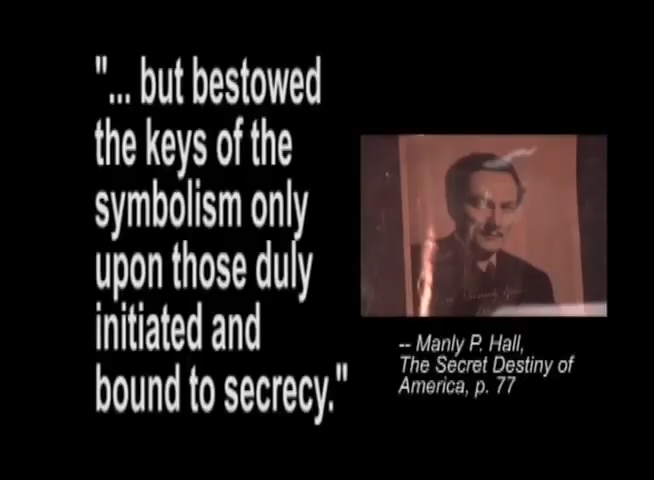 "... but bestowed
the keys of the
symbolism only
upon those duly
initiated and
bound to secrecy."
-- Manly P. Hall,
The Secret Destiny of
America, p. 77